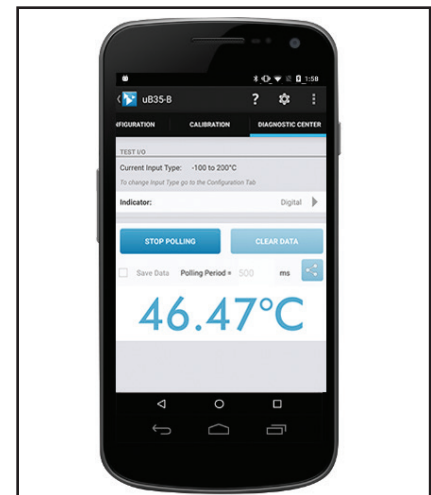 1:58
uB35-B ?
NFIGURATION CALIBRATION DIAGNOSTIC CENTER
TEST I/O
Current Input Type: -100 to 200°C
To change Input Type go to the Configuration Tab
Indicator: Digital
STOP POLLING CLEAR DATA
Save Data Polling Period = 500 ms
46.47°C